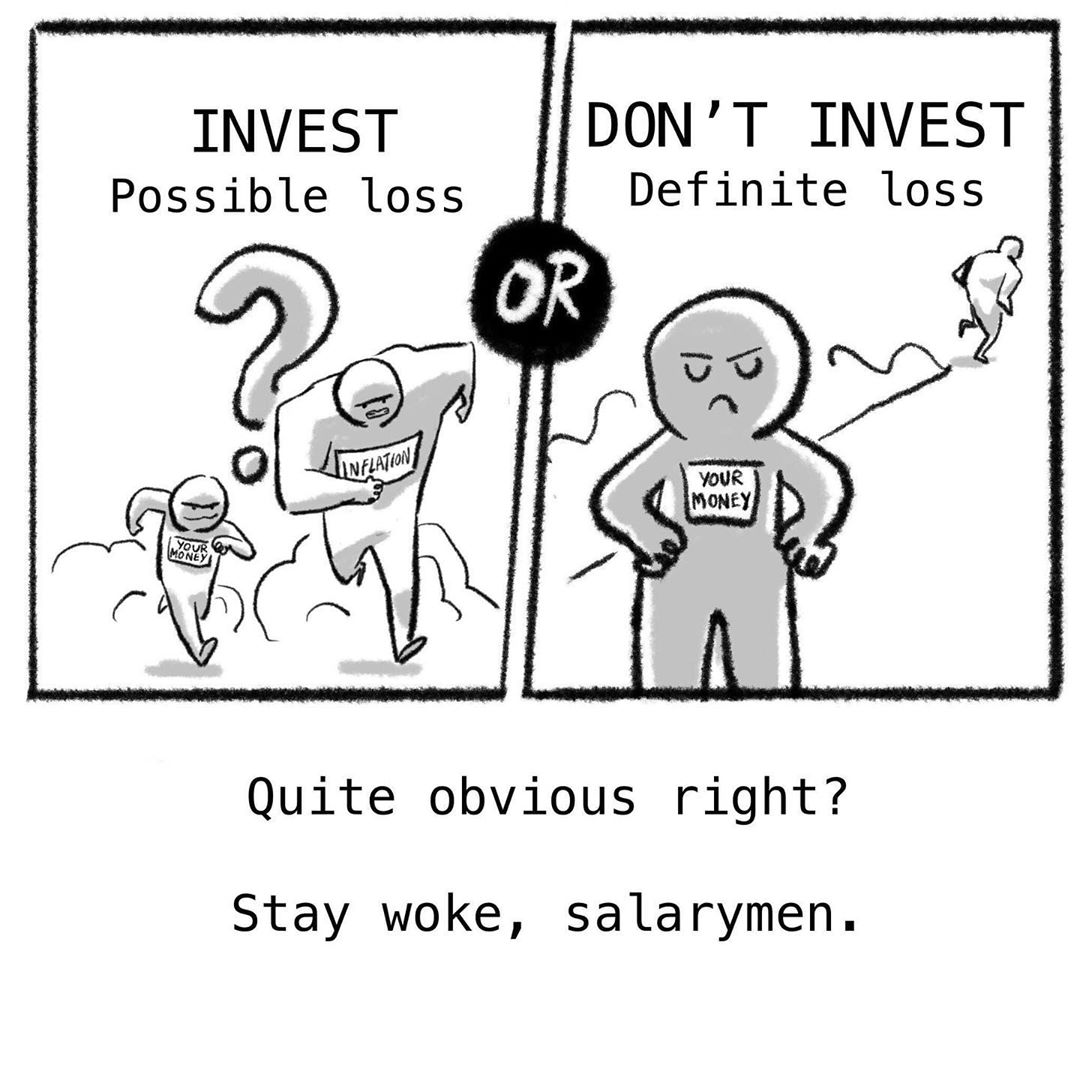 INVEST
Possible loss
OR
DON'T INVEST
Definite loss
INFLATION
YOUR
MONEY
YOUR
MONEY
Quite obvious right?
Stay woke, salarymen.